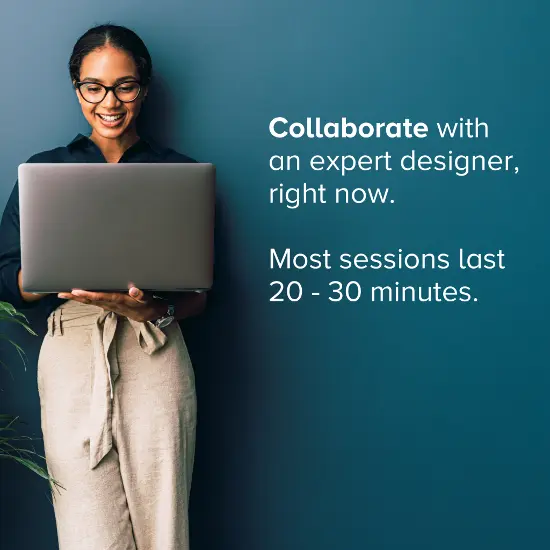 Collaborate with
an expert designer,
right now.
Most sessions last
20 - 30 minutes.